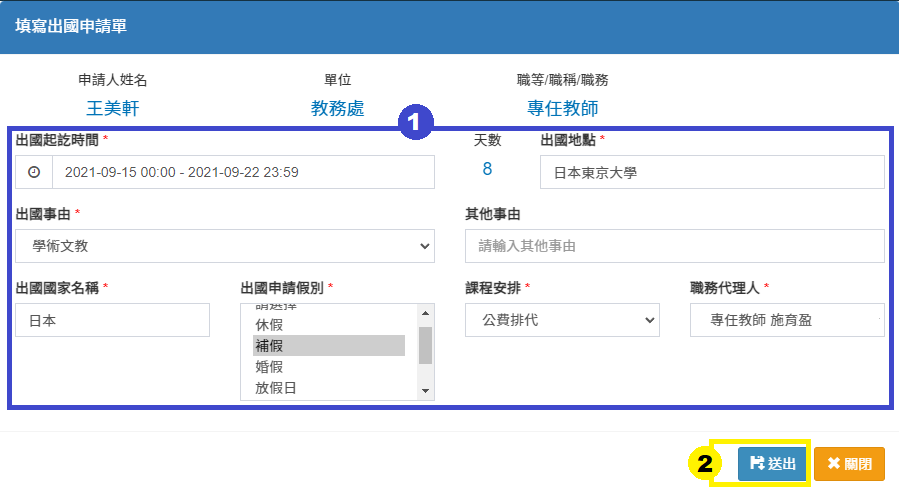 填寫出國申請單
申請人姓名 單位 職等/職稱/職務
王美軒 教務處 專任教師
1
出國起訖時間 * 天數 出國地點 *
2021-09-15 00:00 - 2021-09-22 23:59 8 日本東京大學
出國事由 * 其他事由
學術文教 請輸入其他事由
出國國家名稱 * 出國申請假別 * 課程安排 * 職務代理人 *
請選擇
日本 休假 公費排代 專任教師 施育盈
補假
婚假
放假日
2 送出 關閉